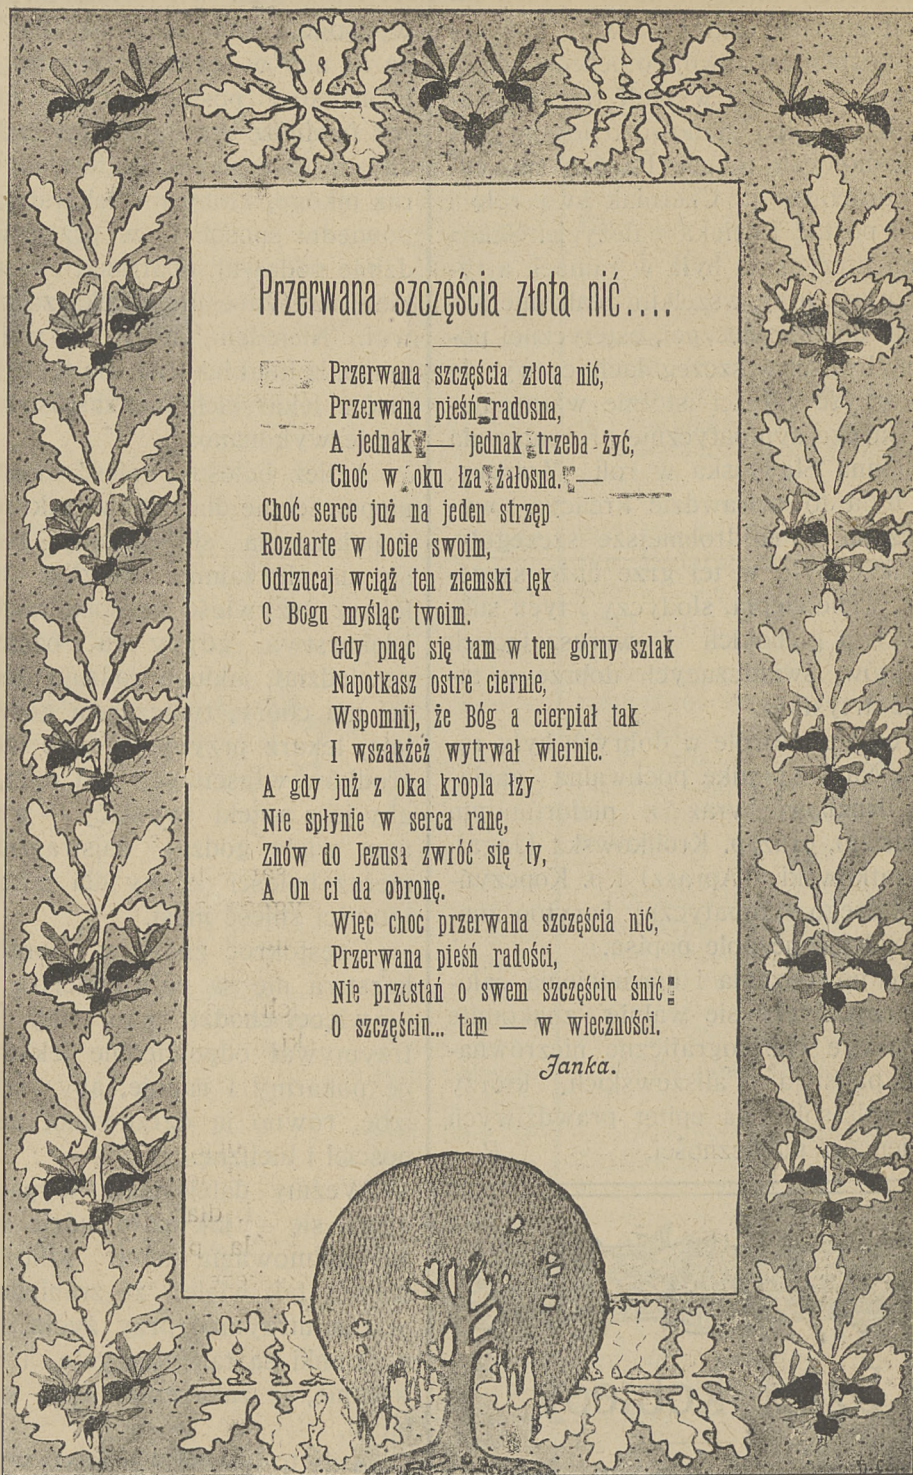 Przerwana szczęścia złota nić....
Przerwana szczęścia złota nić,
Przerwana pieśń radosna,
A jednak — jednak trzeba żyć,
Choć w oku łza żałosna. —
Choć serce już na jeden strzęp
Rozdarte w locie swoim,
Odrzucaj wciąż ten ziemski lęk
O Bogu myśląc twoim.
Gdy pnąc się tam w ten górny szlak
Napotkasz ostre ciernie,
Wspomnij, że Bóg a cierpiał tak
I wszakżeż wytrwał wiernie.
A gdy już z oka kropla łzy
Nie spłynie w serca ranę,
Znów do Jezusa zwróć się ty,
A On ci da obronę.
Więc choć przerwana szczęścia nić,
Przerwana pieśń radości,
Nie przestań o swem szczęściu śnić
O szczęściu... tam — w wieczności.
Janka.